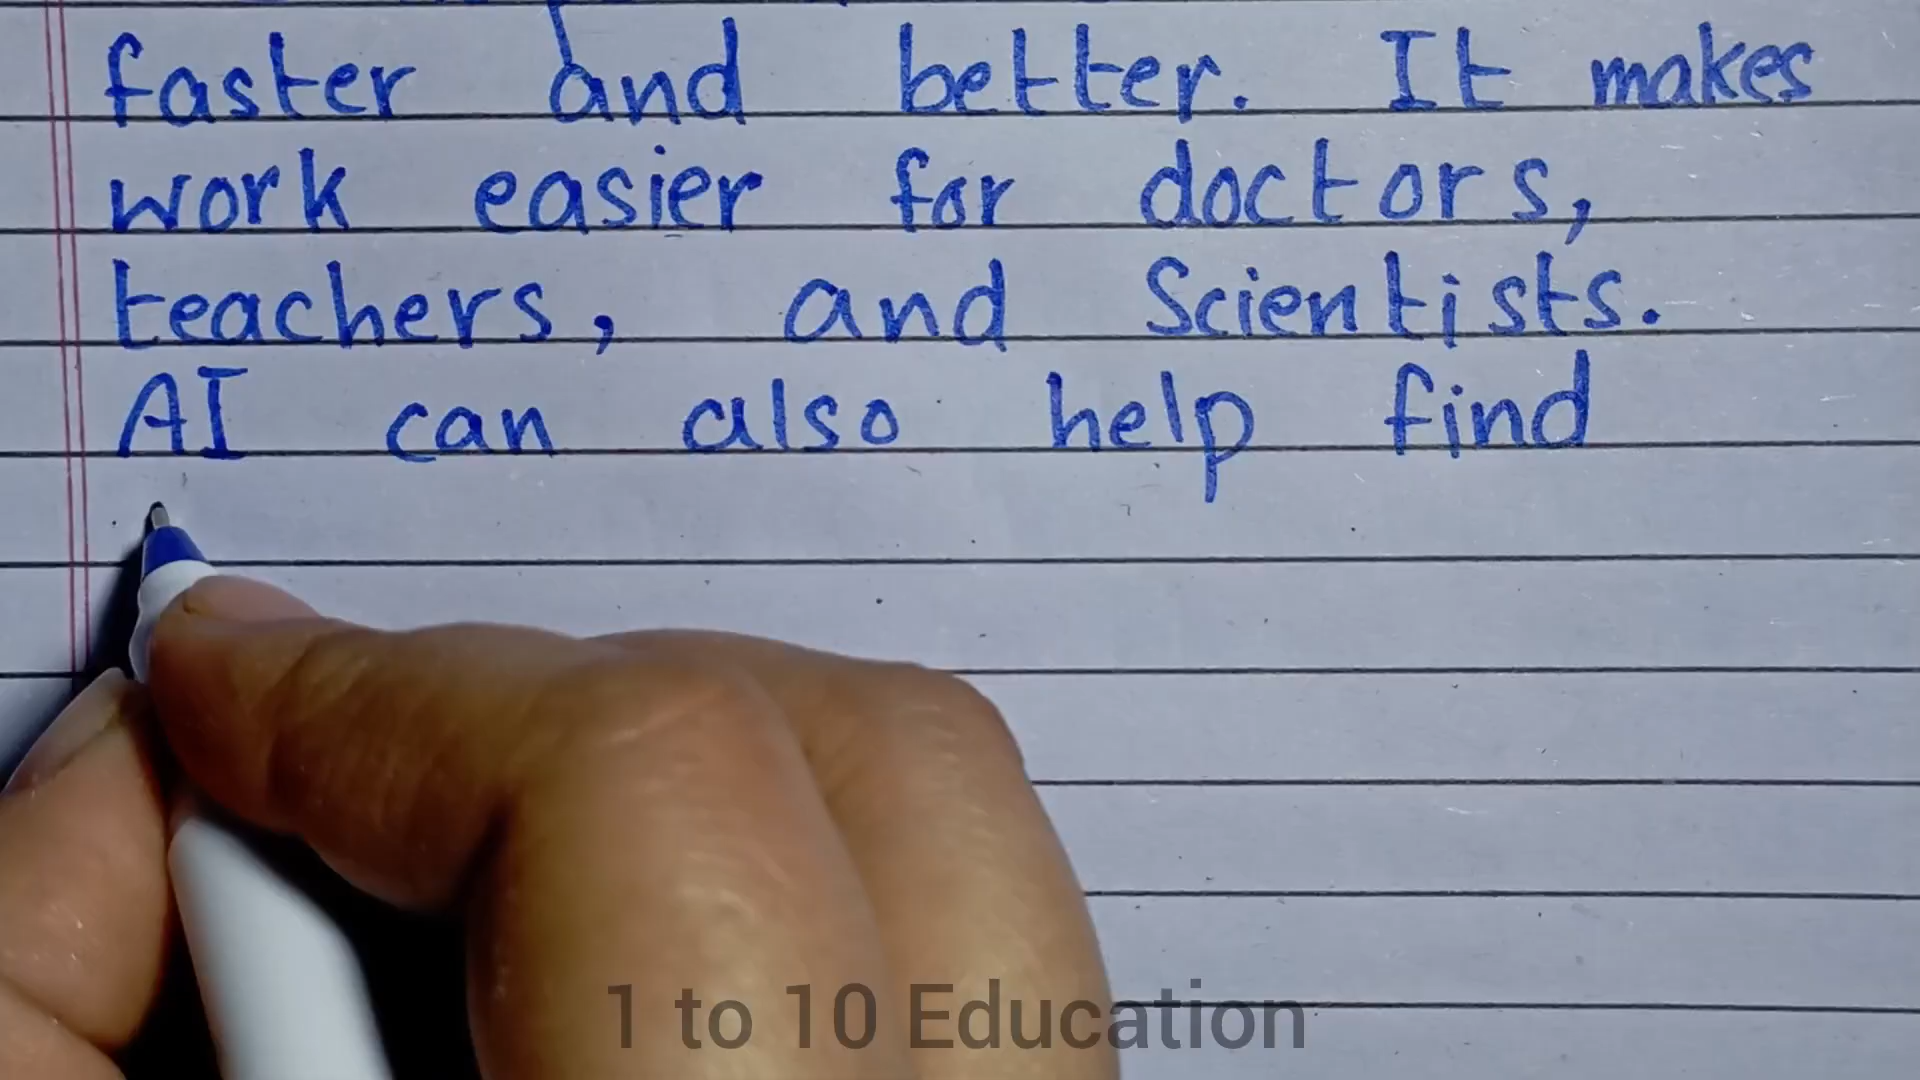 faster and better. It makes
work easier for doctors,
teachers, and Scientists.
AI can also help find
1 to 10 Education